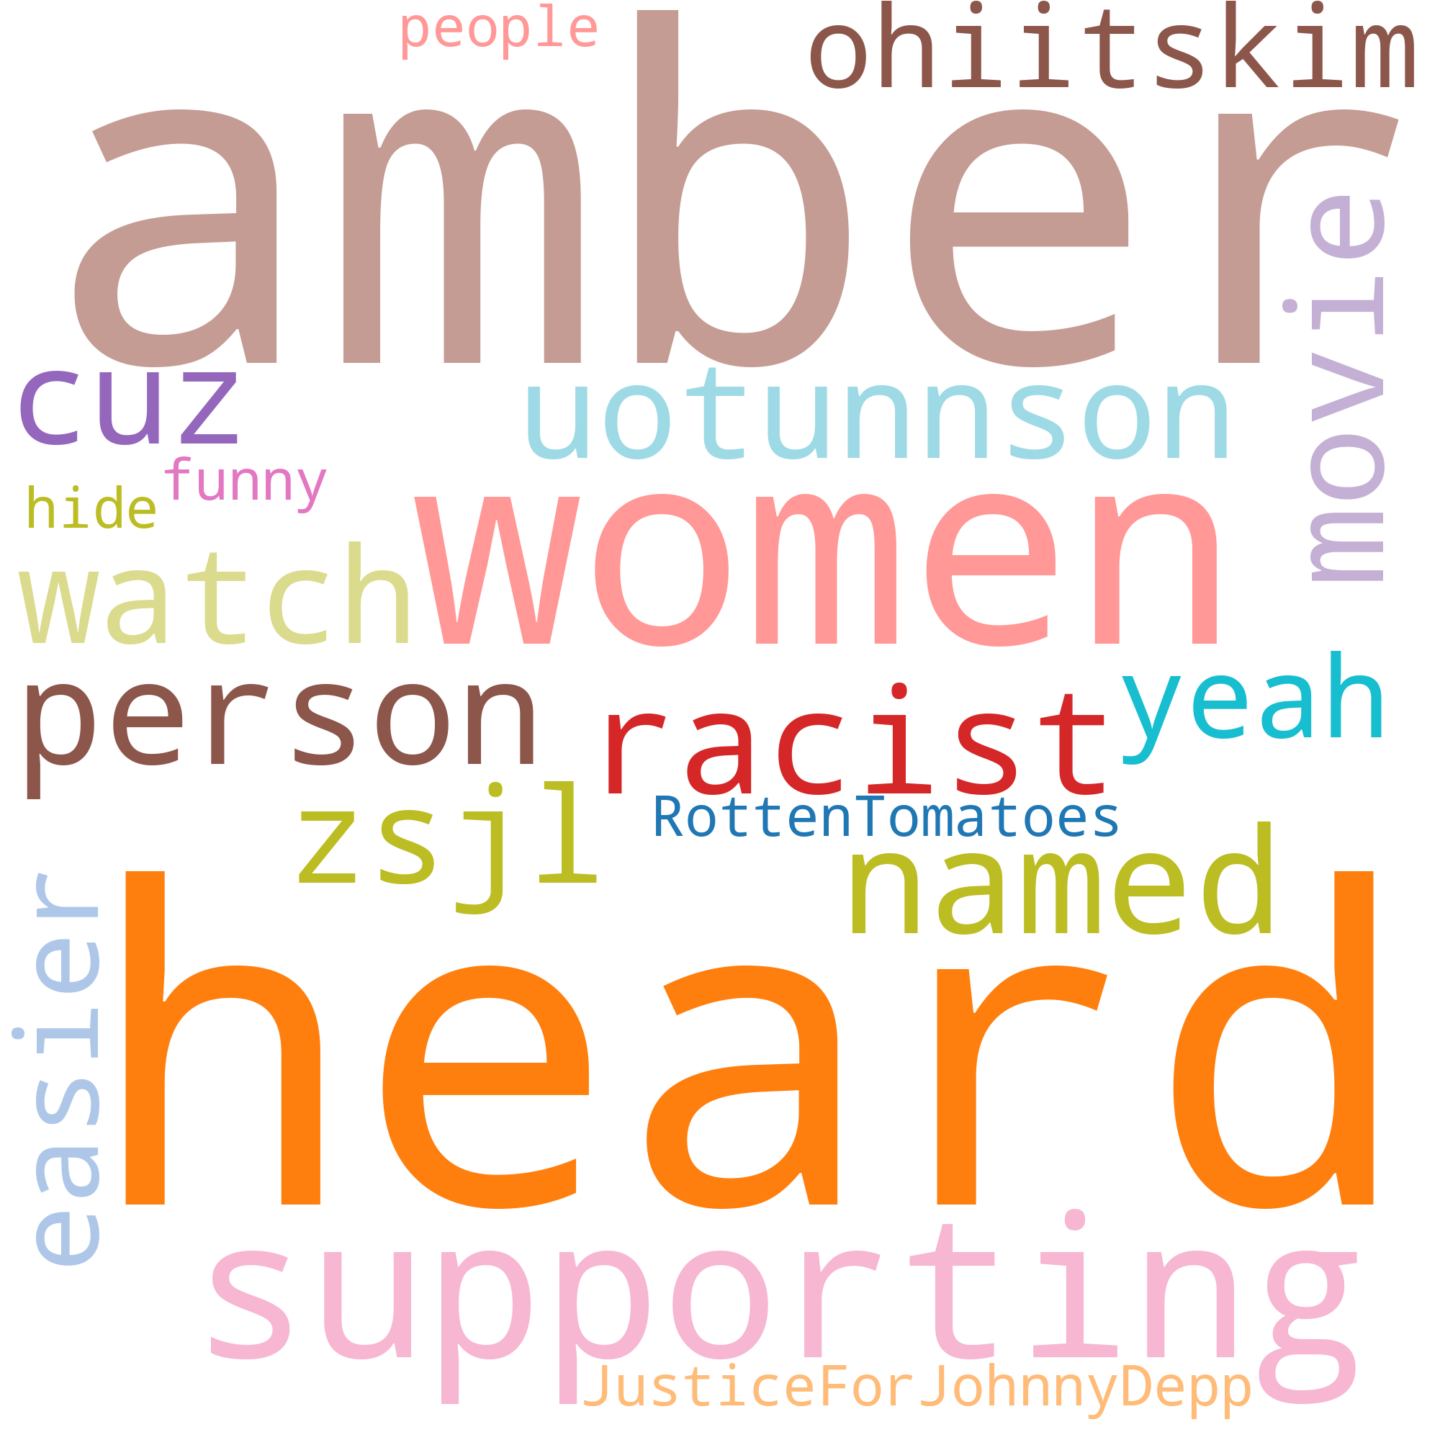 people
ohiitskim
amber
movie
cuz
uotunnson
funny
hide
women
watch
person
racist
yeah
zsjl
RottenTomatoes
named
easier
heard
supporting
JusticeForJohnnyDepp